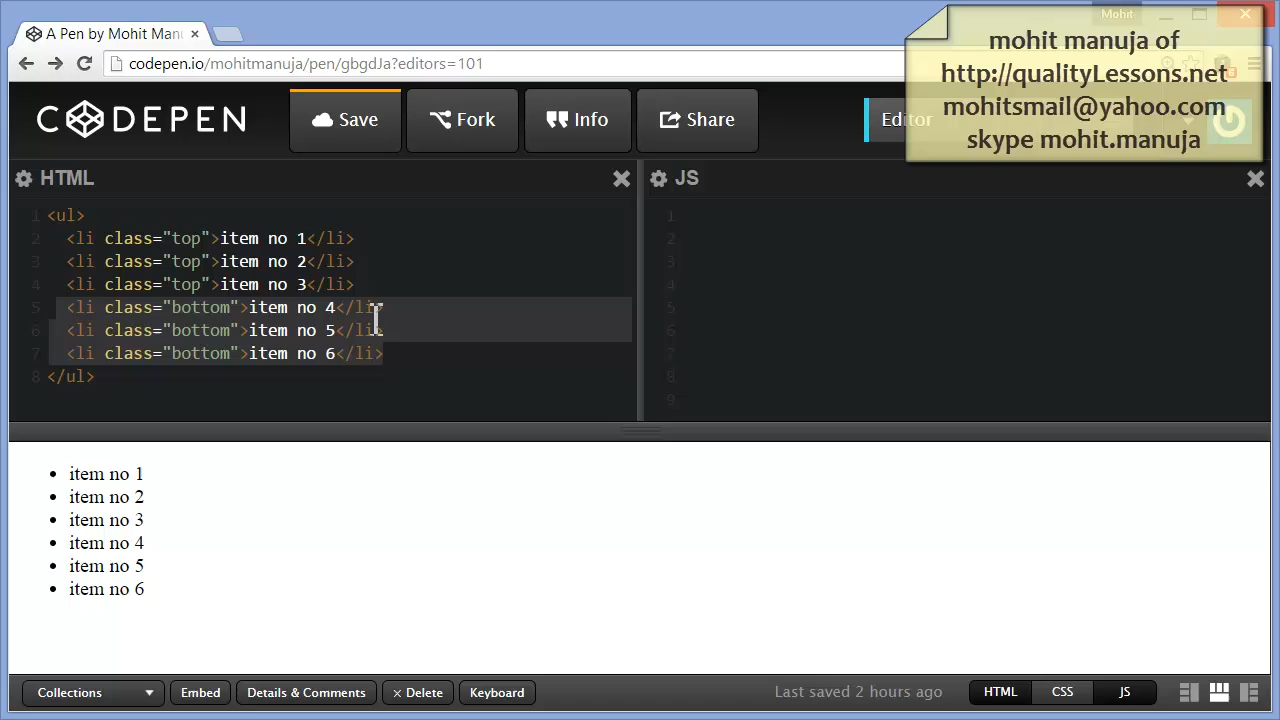 Mohit
A Pen by Mohit Manu
codepen.io/mohitmanuja/pen/gbgdJa?editors=101
mohit manuja of
http://qualityLessons.net
mohitsmail@yahoo.com
skype mohit.manuja
CODEPEN
Save
Fork
Info
Share
Editor
HTML
JS
1 <ul>
2 <li class="top">item no 1</li>
3 <li class="top">item no 2</li>
4 <li class="top">item no 3</li>
5 <li class="bottom">item no 4</li>
6 <li class="bottom">item no 5</li>
7 <li class="bottom">item no 6</li>
8 </ul>
1
2
3
4
5
6
7
8
9
• item no 1
• item no 2
• item no 3
• item no 4
• item no 5
• item no 6
Collections
Embed
Details & Comments
× Delete
Keyboard
Last saved 2 hours ago
HTML
CSS
JS